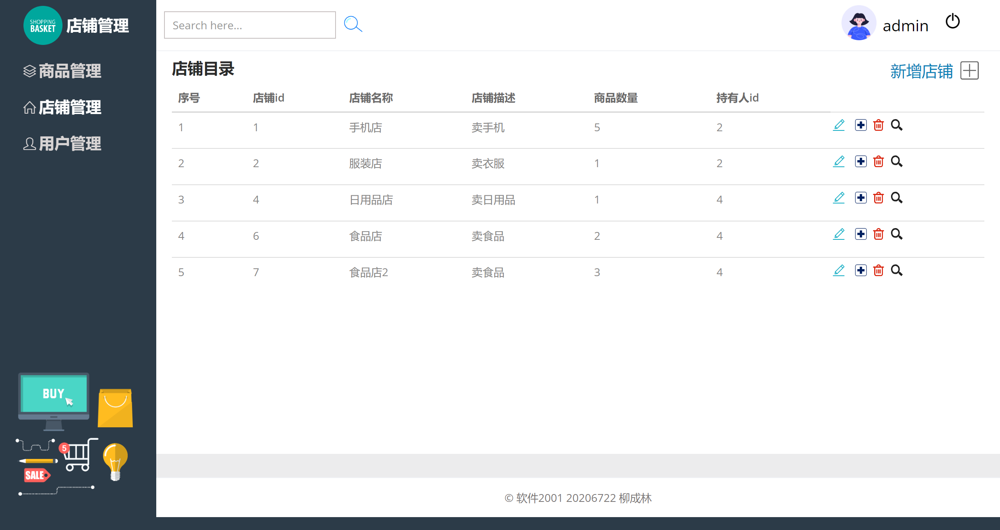 SHOPPING
BASKET
店铺管理
Search here...
admin
商品管理
店铺管理
用户管理
店铺目录
新增店铺
序号 店铺id 店铺名称 店铺描述 商品数量 持有人id
1 1 手机店 卖手机 5 2
2 2 服装店 卖衣服 1 2
3 4 日用品店 卖日用品 1 4
4 6 食品店 卖食品 2 4
5 7 食品店2 卖食品 3 4
BUY
5
SALE
© 软件2001 20206722 柳成林